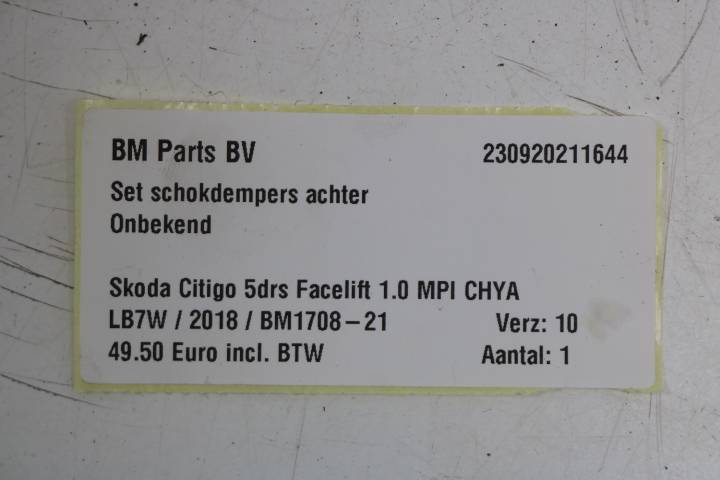 BM Parts BV 230920211644
Set schokdempers achter
Onbekend
Skoda Citigo 5drs Facelift 1.0 MPI CHYA
LB7W / 2018 / BM1708-21 Verz: 10
49.50 Euro incl. BTW Aantal: 1